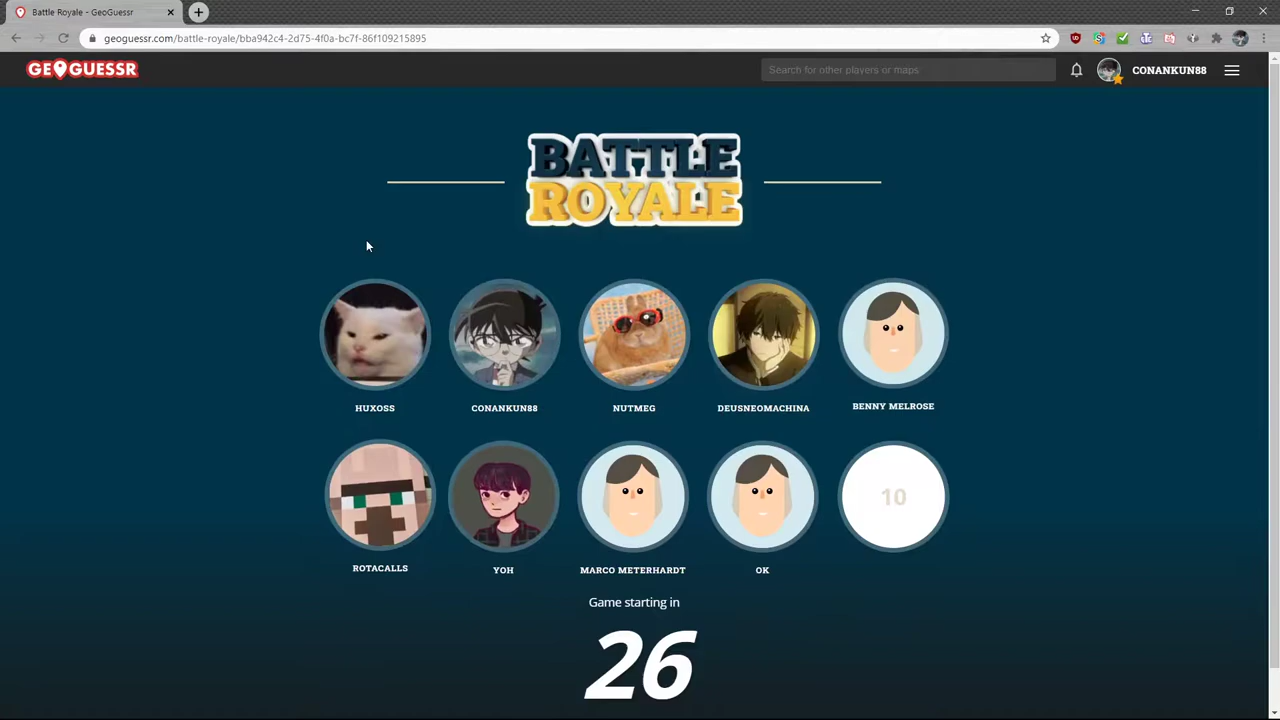 Battle Royale - GeoGuessr
geoguessr.com/battle-royale/bba942c4-2d75-4f0a-bc7f-86f109215895
GEOGUESSR
Search for other players or maps
CONANKUN88
BATTLE
ROYALE
HUXOSS
CONANKUN88
NUTMEG
DEUSNEOMACHINA
BENNY MELROSE
10
ROTACALLS
YOH
MARCO METERHARDT
OK
Game starting in
26